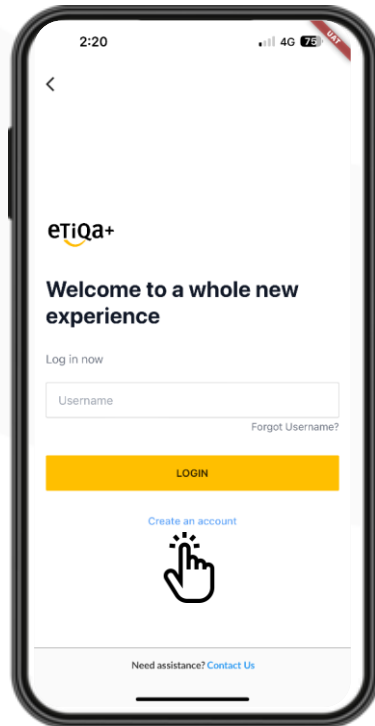 2:20
4G 75
UAT
eTiQa+
Welcome to a whole new
experience
Log in now
Username
Forgot Username?
LOGIN
Create an account
Need assistance? Contact Us